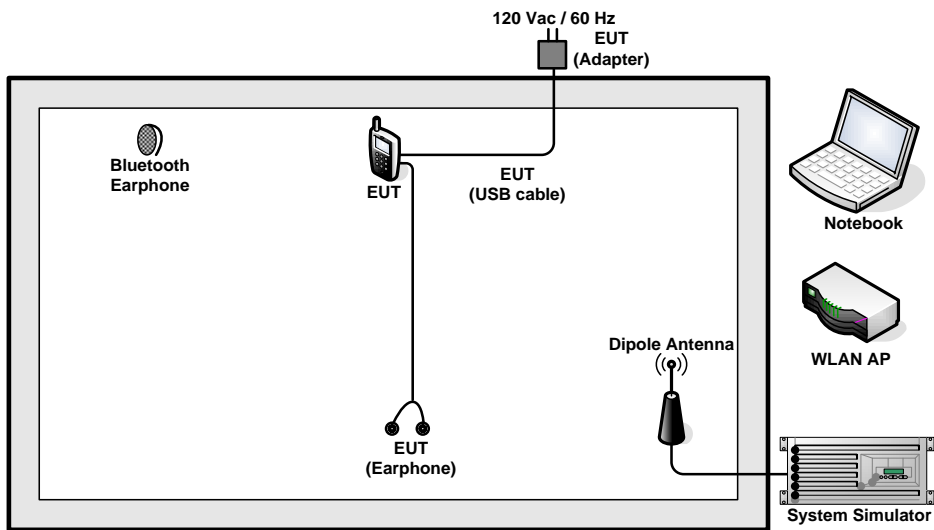 120 Vac / 60 Hz
EUT
(Adapter)
Bluetooth
Earphone
EUT
EUT
(USB cable)
Notebook
Dipole Antenna
WLAN AP
EUT
(Earphone)
System Simulator